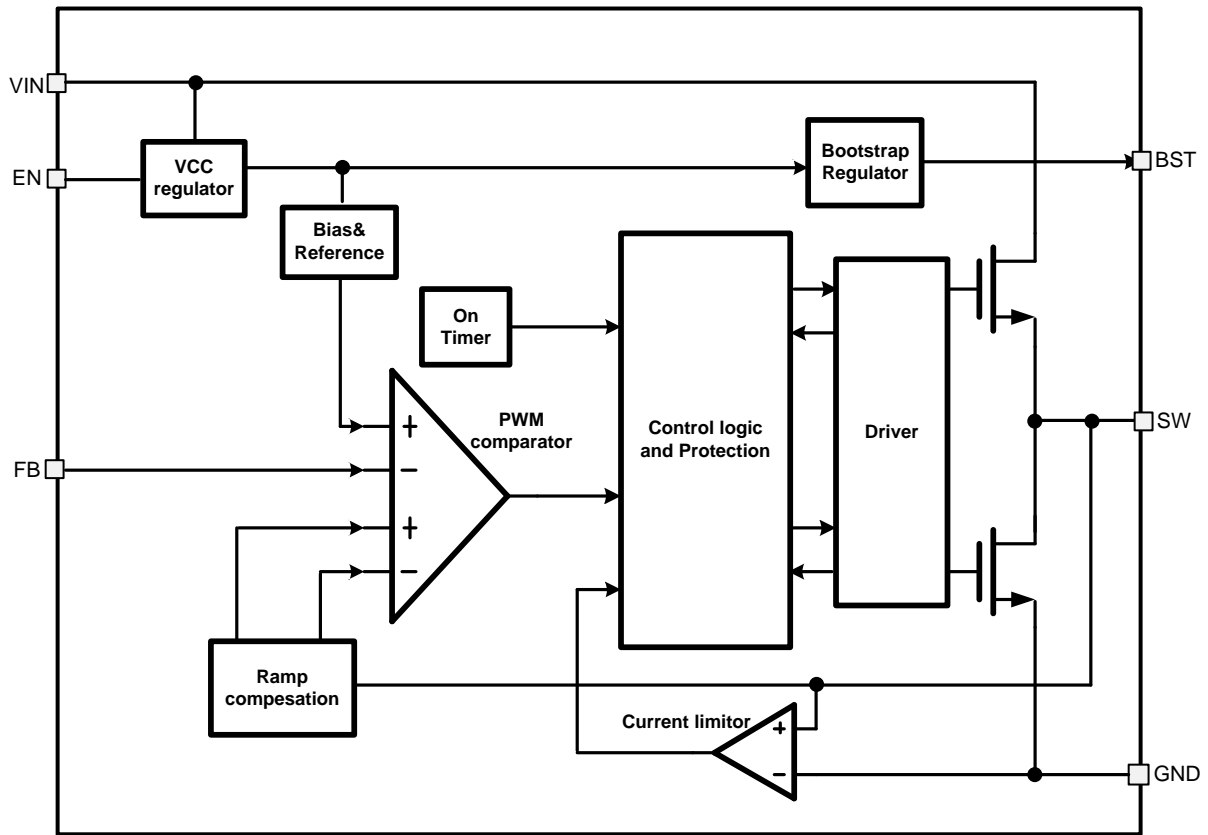 VIN
EN
VCC
regulator
Bootstrap
Regulator
BST
Bias&
Reference
On
Timer
PWM
comparator
+
−
+
−
FB
Control logic
and Protection
Driver
SW
Ramp
compesation
Current limitor
+
−
GND